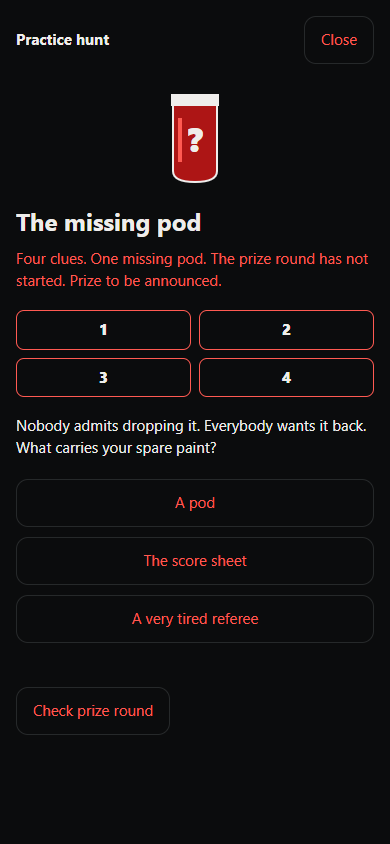 Practice hunt
Close
?
The missing pod
Four clues. One missing pod. The prize round has not
started. Prize to be announced.
1
2
3
4
Nobody admits dropping it. Everybody wants it back.
What carries your spare paint?
A pod
The score sheet
A very tired referee
Check prize round